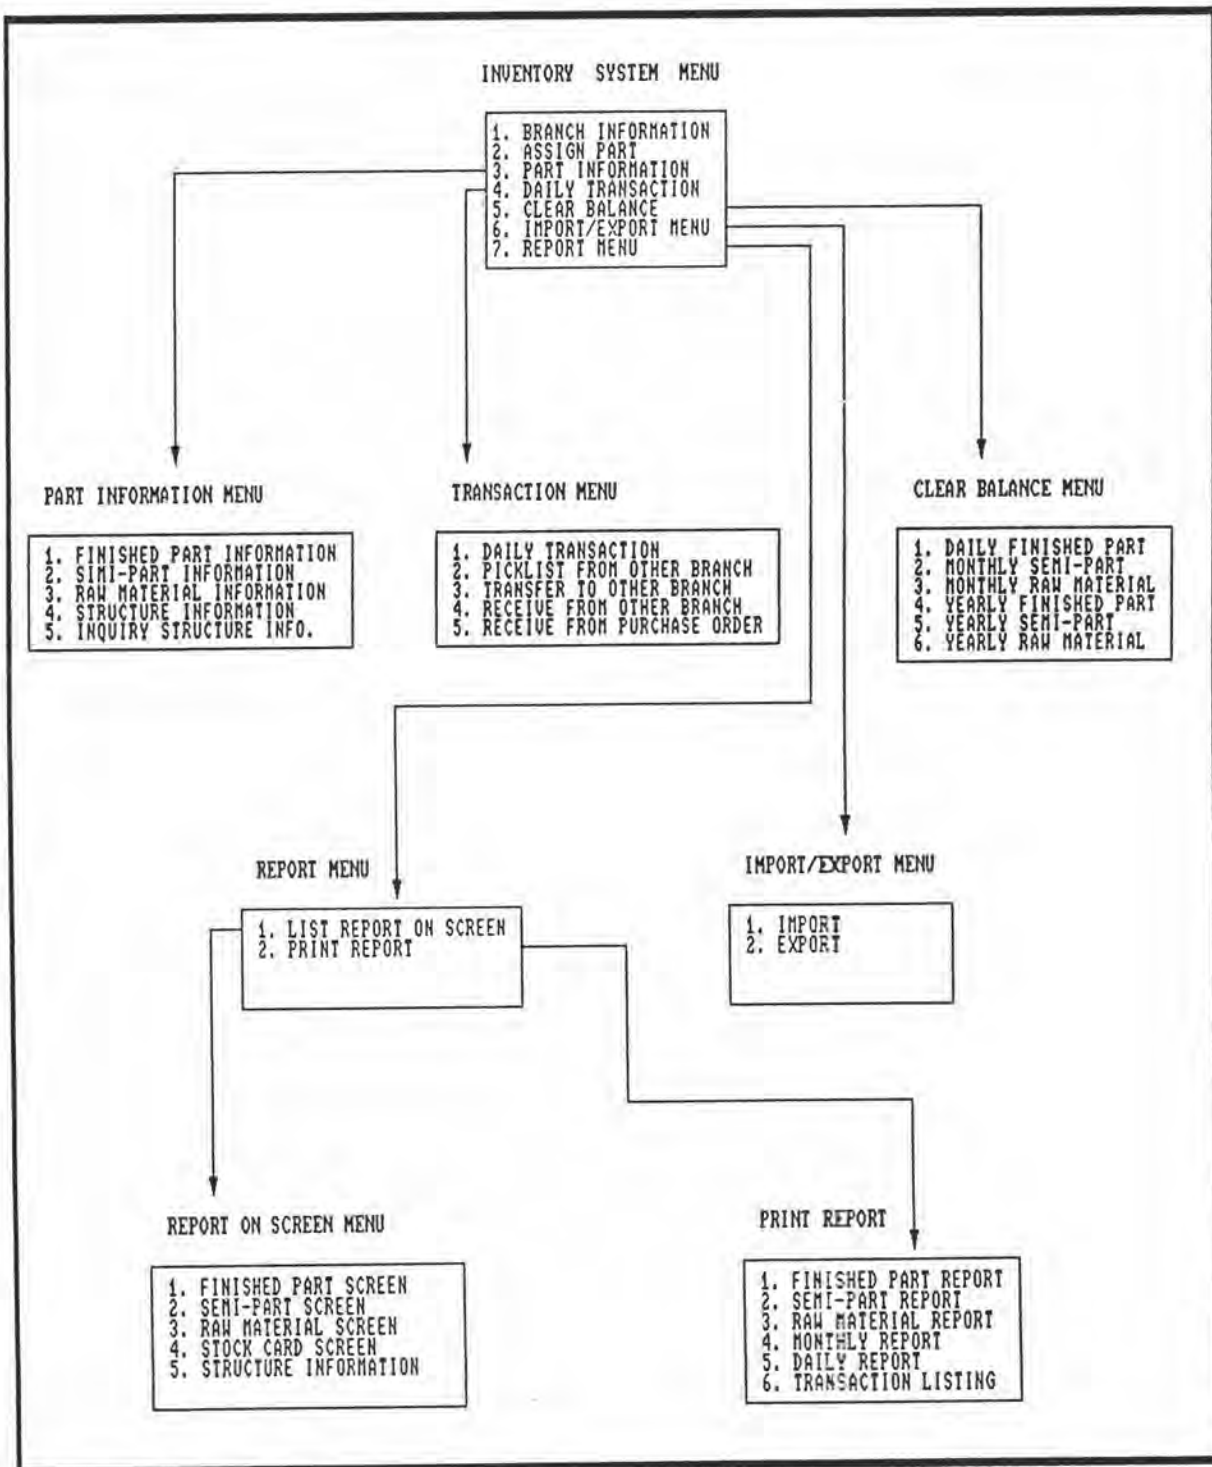 INVENTORY SYSTEM MENU
1. BRANCH INFORMATION
2. ASSIGN PART
3. PART INFORMATION
4. DAILY TRANSACTION
5. CLEAR BALANCE
6. IMPORT/EXPORT MENU
7. REPORT MENU
PART INFORMATION MENU
1. FINISHED PART INFORMATION
2. SIMI-PART INFORMATION
3. RAW MATERIAL INFORMATION
4. STRUCTURE INFORMATION
5. INQUIRY STRUCTURE INFO.
TRANSACTION MENU
1. DAILY TRANSACTION
2. PICKLIST FROM OTHER BRANCH
3. TRANSFER TO OTHER BRANCH
4. RECEIVE FROM OTHER BRANCH
5. RECEIVE FROM PURCHASE ORDER
CLEAR BALANCE MENU
1. DAILY FINISHED PART
2. MONTHLY SEMI-PART
3. MONTHLY RAW MATERIAL
4. YEARLY FINISHED PART
5. YEARLY SEMI-PART
6. YEARLY RAW MATERIAL
REPORT MENU
1. LIST REPORT ON SCREEN
2. PRINT REPORT
IMPORT/EXPORT MENU
1. IMPORT
2. EXPORT
REPORT ON SCREEN MENU
1. FINISHED PART SCREEN
2. SEMI-PART SCREEN
3. RAW MATERIAL SCREEN
4. STOCK CARD SCREEN
5. STRUCTURE INFORMATION
PRINT REPORT
1. FINISHED PART REPORT
2. SEMI-PART REPORT
3. RAW MATERIAL REPORT
4. MONTHLY REPORT
5. DAILY REPORT
6. TRANSACTION LISTING